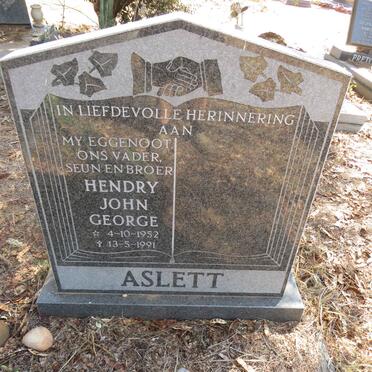 IN LIEFDEVOLLE HERINNERING
AAN
MY EGGENOOT
ONS VADER,
SEUN EN BROER
HENDRY
JOHN
GEORGE
☆ 4-10-1952
✞ 13-5-1991
ASLETT